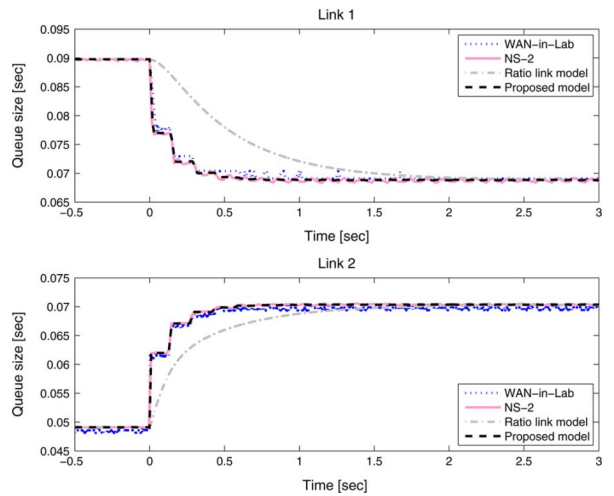 Link 1
Queue size [sec]
0.095
0.09
0.085
0.08
0.075
0.07
0.065
WAN-in-Lab
NS-2
Ratio link model
Proposed model
-0.5 0 0.5 1 1.5 2 2.5 3
Time [sec]
Link 2
Queue size [sec]
0.075
0.07
0.065
0.06
0.055
0.05
0.045
WAN-in-Lab
NS-2
Ratio link model
Proposed model
-0.5 0 0.5 1 1.5 2 2.5 3
Time [sec]